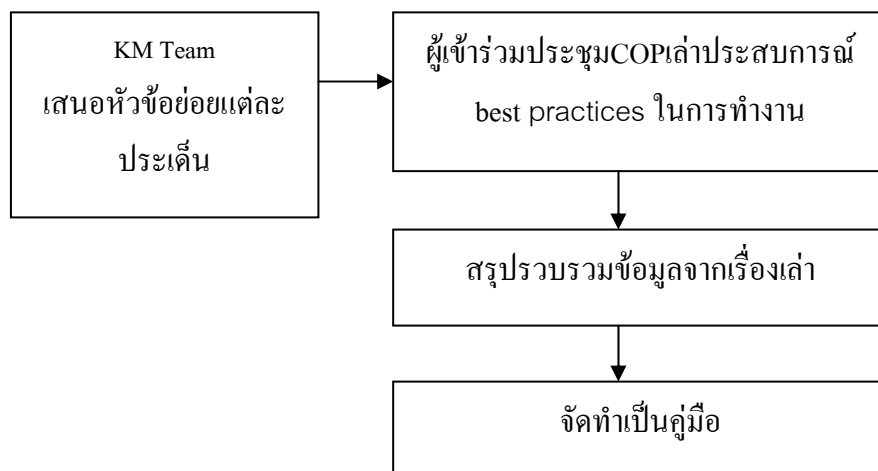 KM Team
เสนอหัวข้อย่อยแต่ละ
ประเด็น
ผู้เข้าร่วมประชุมCOPเล่าประสบการณ์
best practices ในการทำงาน
สรุปรวบรวมข้อมูลจากเรื่องเล่า
จัดทำเป็นคู่มือ